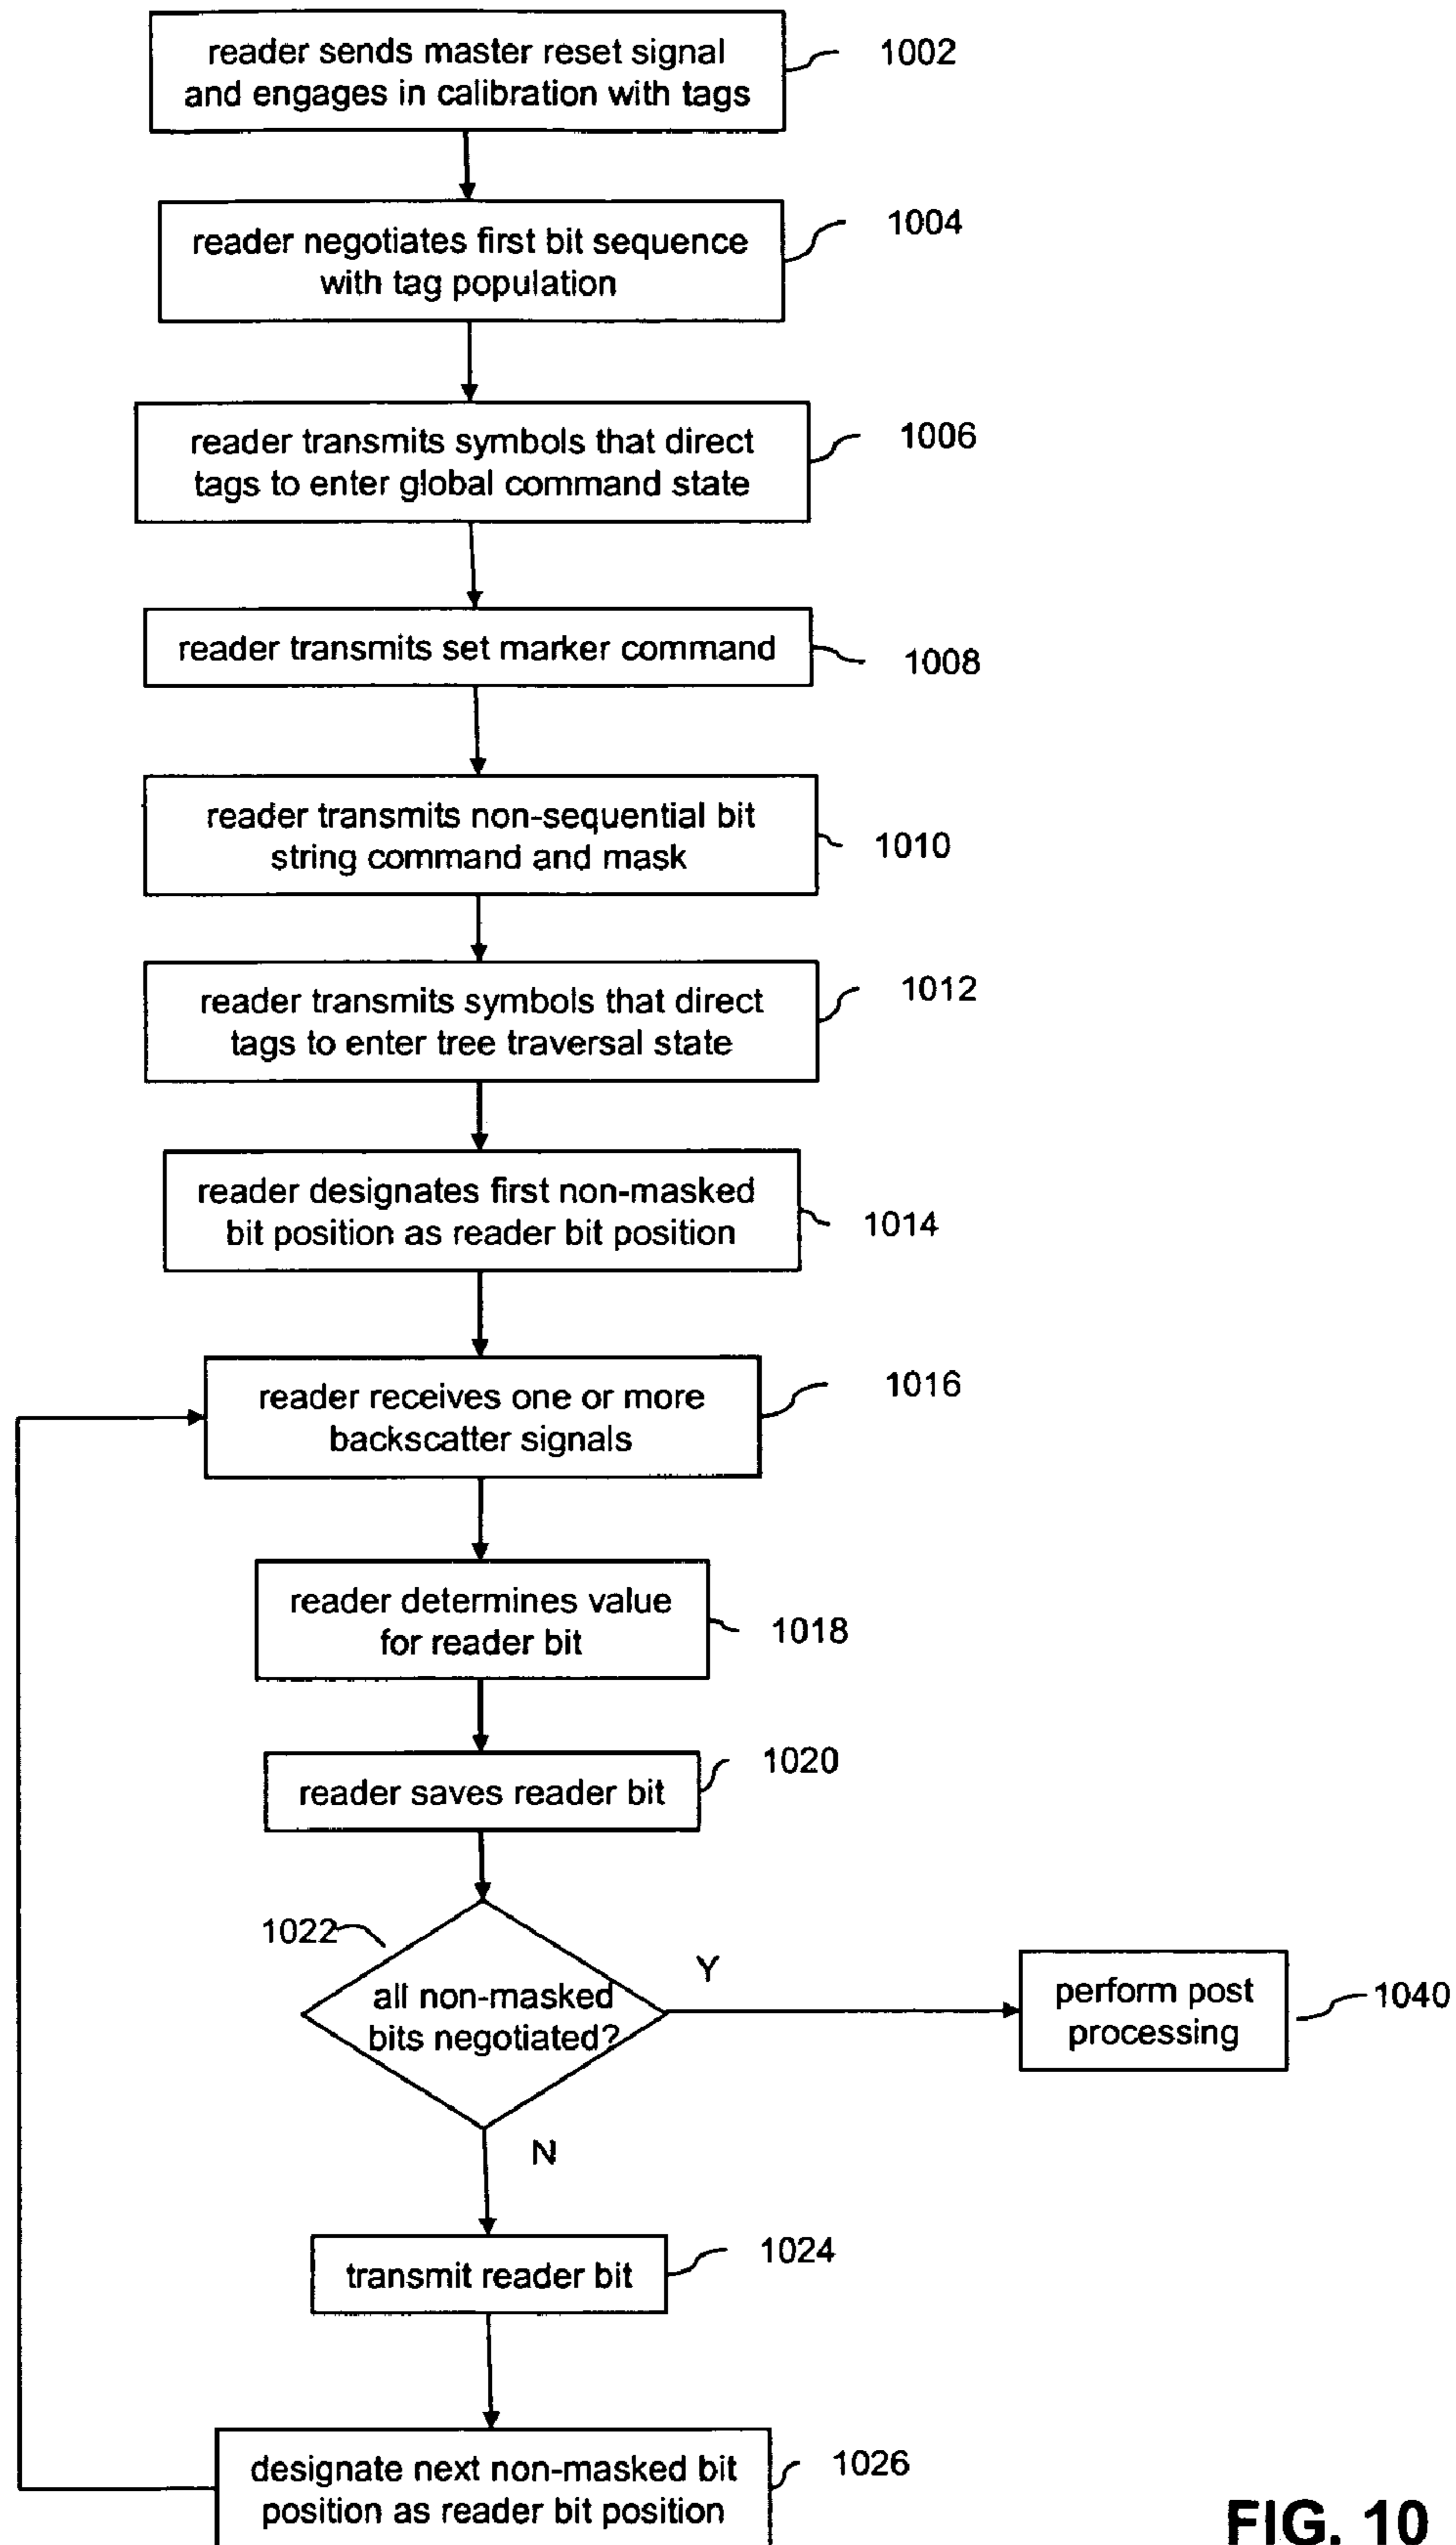 reader sends master reset signal
and engages in calibration with tags
1002
reader negotiates first bit sequence
with tag population
1004
reader transmits symbols that direct
tags to enter global command state
1006
reader transmits set marker command
1008
reader transmits non-sequential bit
string command and mask
1010
reader transmits symbols that direct
tags to enter tree traversal state
1012
reader designates first non-masked
bit position as reader bit position
1014
reader receives one or more
backscatter signals
1016
reader determines value
for reader bit
1018
reader saves reader bit
1020
1022
all non-masked
bits negotiated?
Y
perform post
processing
1040
N
transmit reader bit
1024
designate next non-masked bit
position as reader bit position
1026
FIG. 10